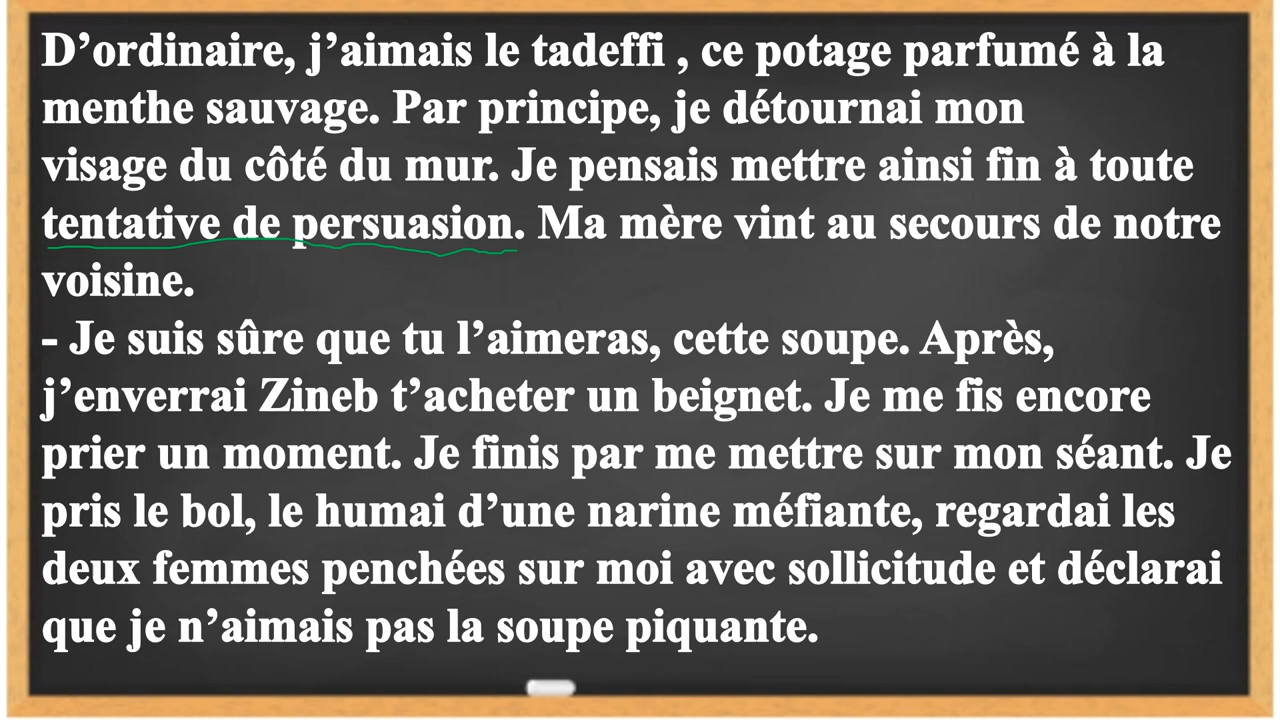 D’ordinaire, j’aimais le tadeffi , ce potage parfumé à la
menthe sauvage. Par principe, je détournai mon
visage du côté du mur. Je pensais mettre ainsi fin à toute
tentative de persuasion. Ma mère vint au secours de notre
voisine.
- Je suis sûre que tu l’aimeras, cette soupe. Après,
j’enverrai Zineb t’acheter un beignet. Je me fis encore
prier un moment. Je finis par me mettre sur mon séant. Je
pris le bol, le humai d’une narine méfiante, regardai les
deux femmes penchées sur moi avec sollicitude et déclarai
que je n’aimais pas la soupe piquante.